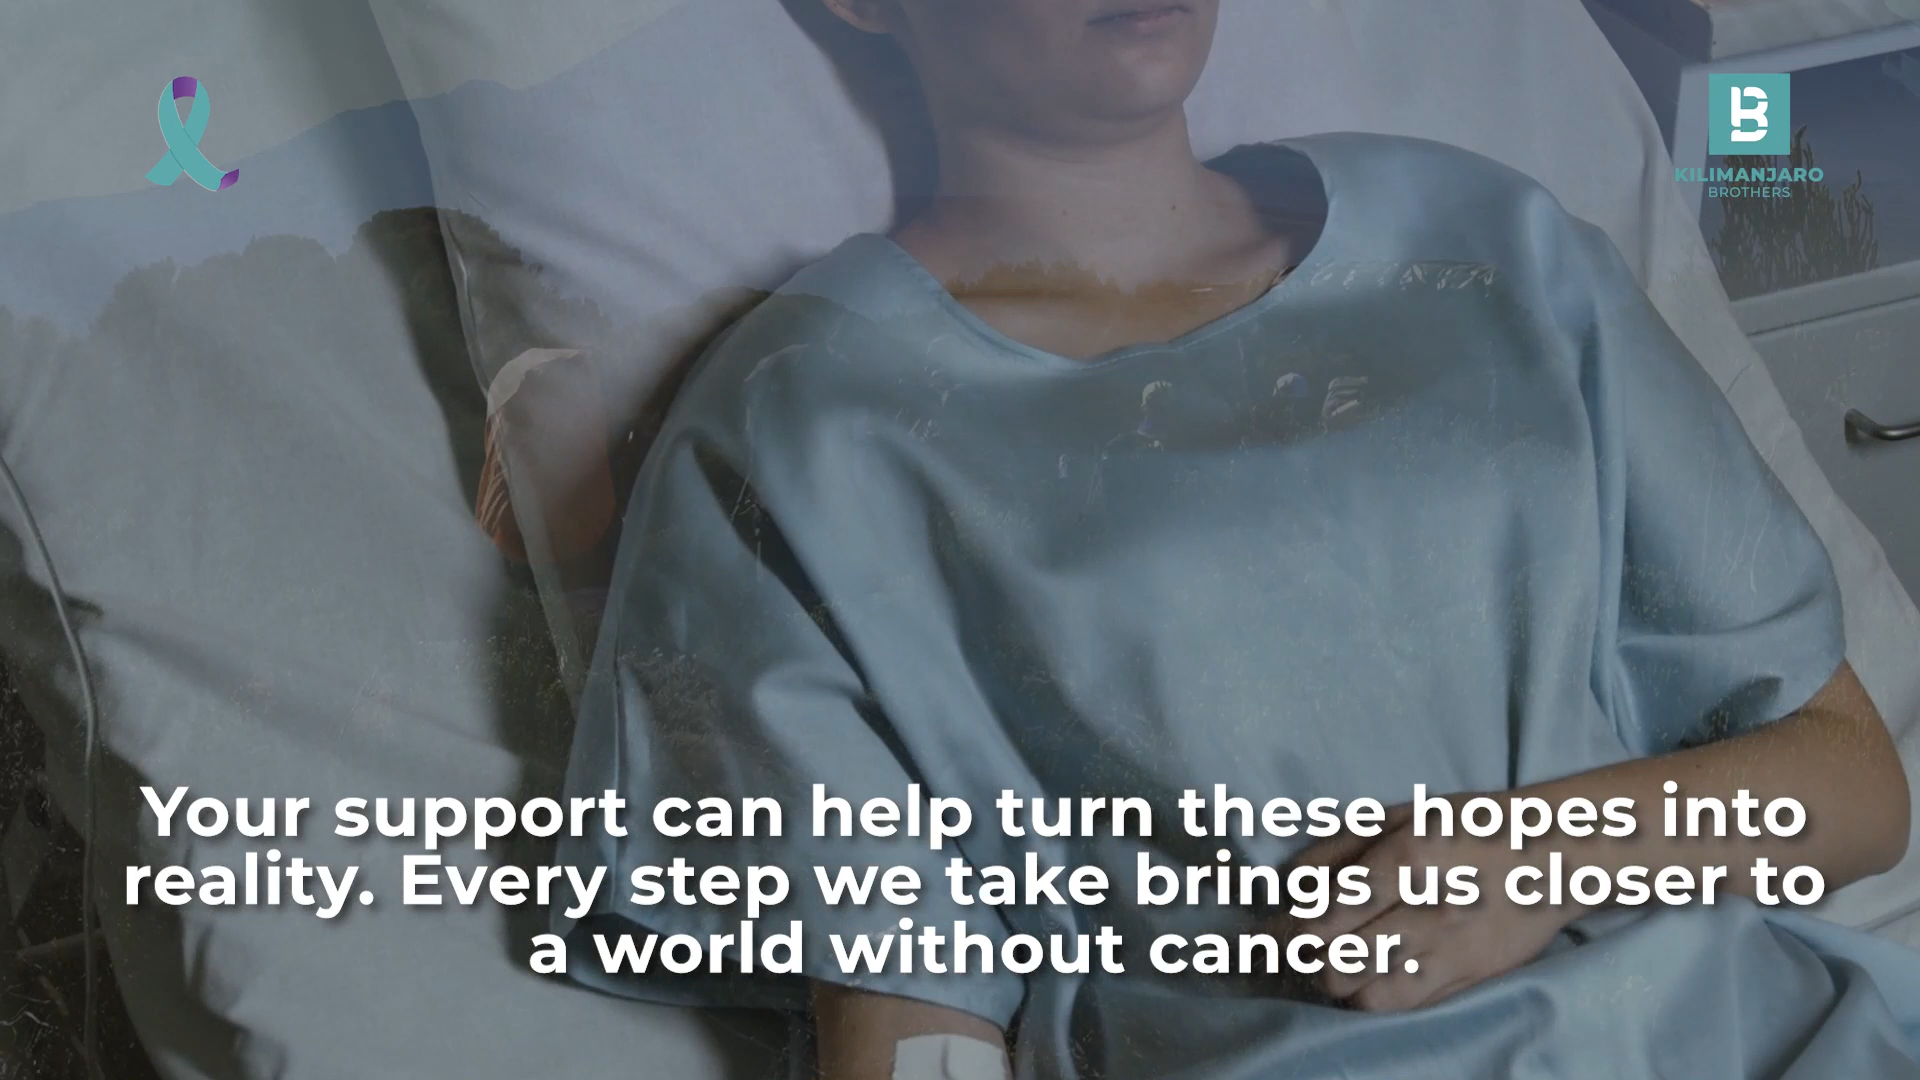 KILIMANJARO
BROTHERS
Your support can help turn these hopes into
reality. Every step we take brings us closer to
a world without cancer.